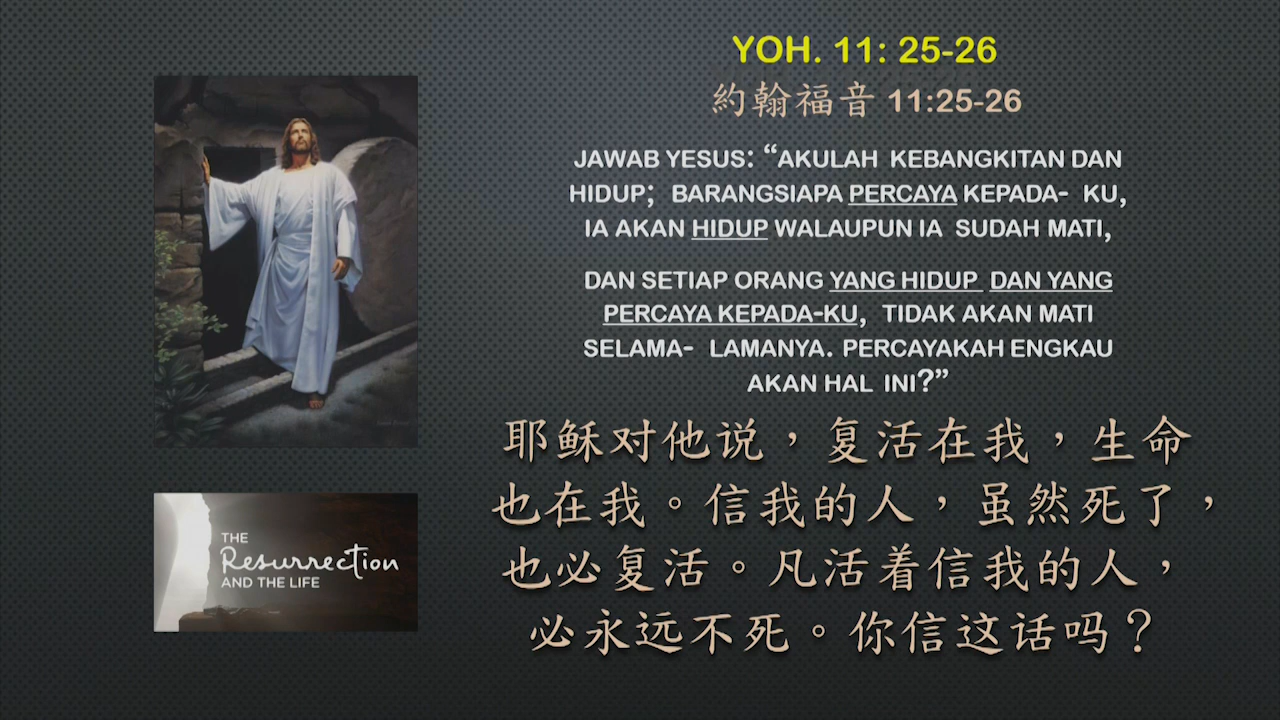 YOH. 11: 25-26
約翰福音 11:25-26
JAWAB YESUS: “AKULAH KEBANGKITAN DAN
HIDUP; BARANGSIAPA PERCAYA KEPADA- KU,
IA AKAN HIDUP WALAUPUN IA SUDAH MATI,
DAN SETIAP ORANG YANG HIDUP DAN YANG
PERCAYA KEPADA-KU, TIDAK AKAN MATI
SELAMA- LAMANYA. PERCAYAKAH ENGKAU
AKAN HAL INI?”
耶稣对他说，复活在我，生命
也在我。信我的人，虽然死了，
也必复活。凡活着信我的人，
必永远不死。你信这话吗？
THE
Resurrection
AND THE LIFE